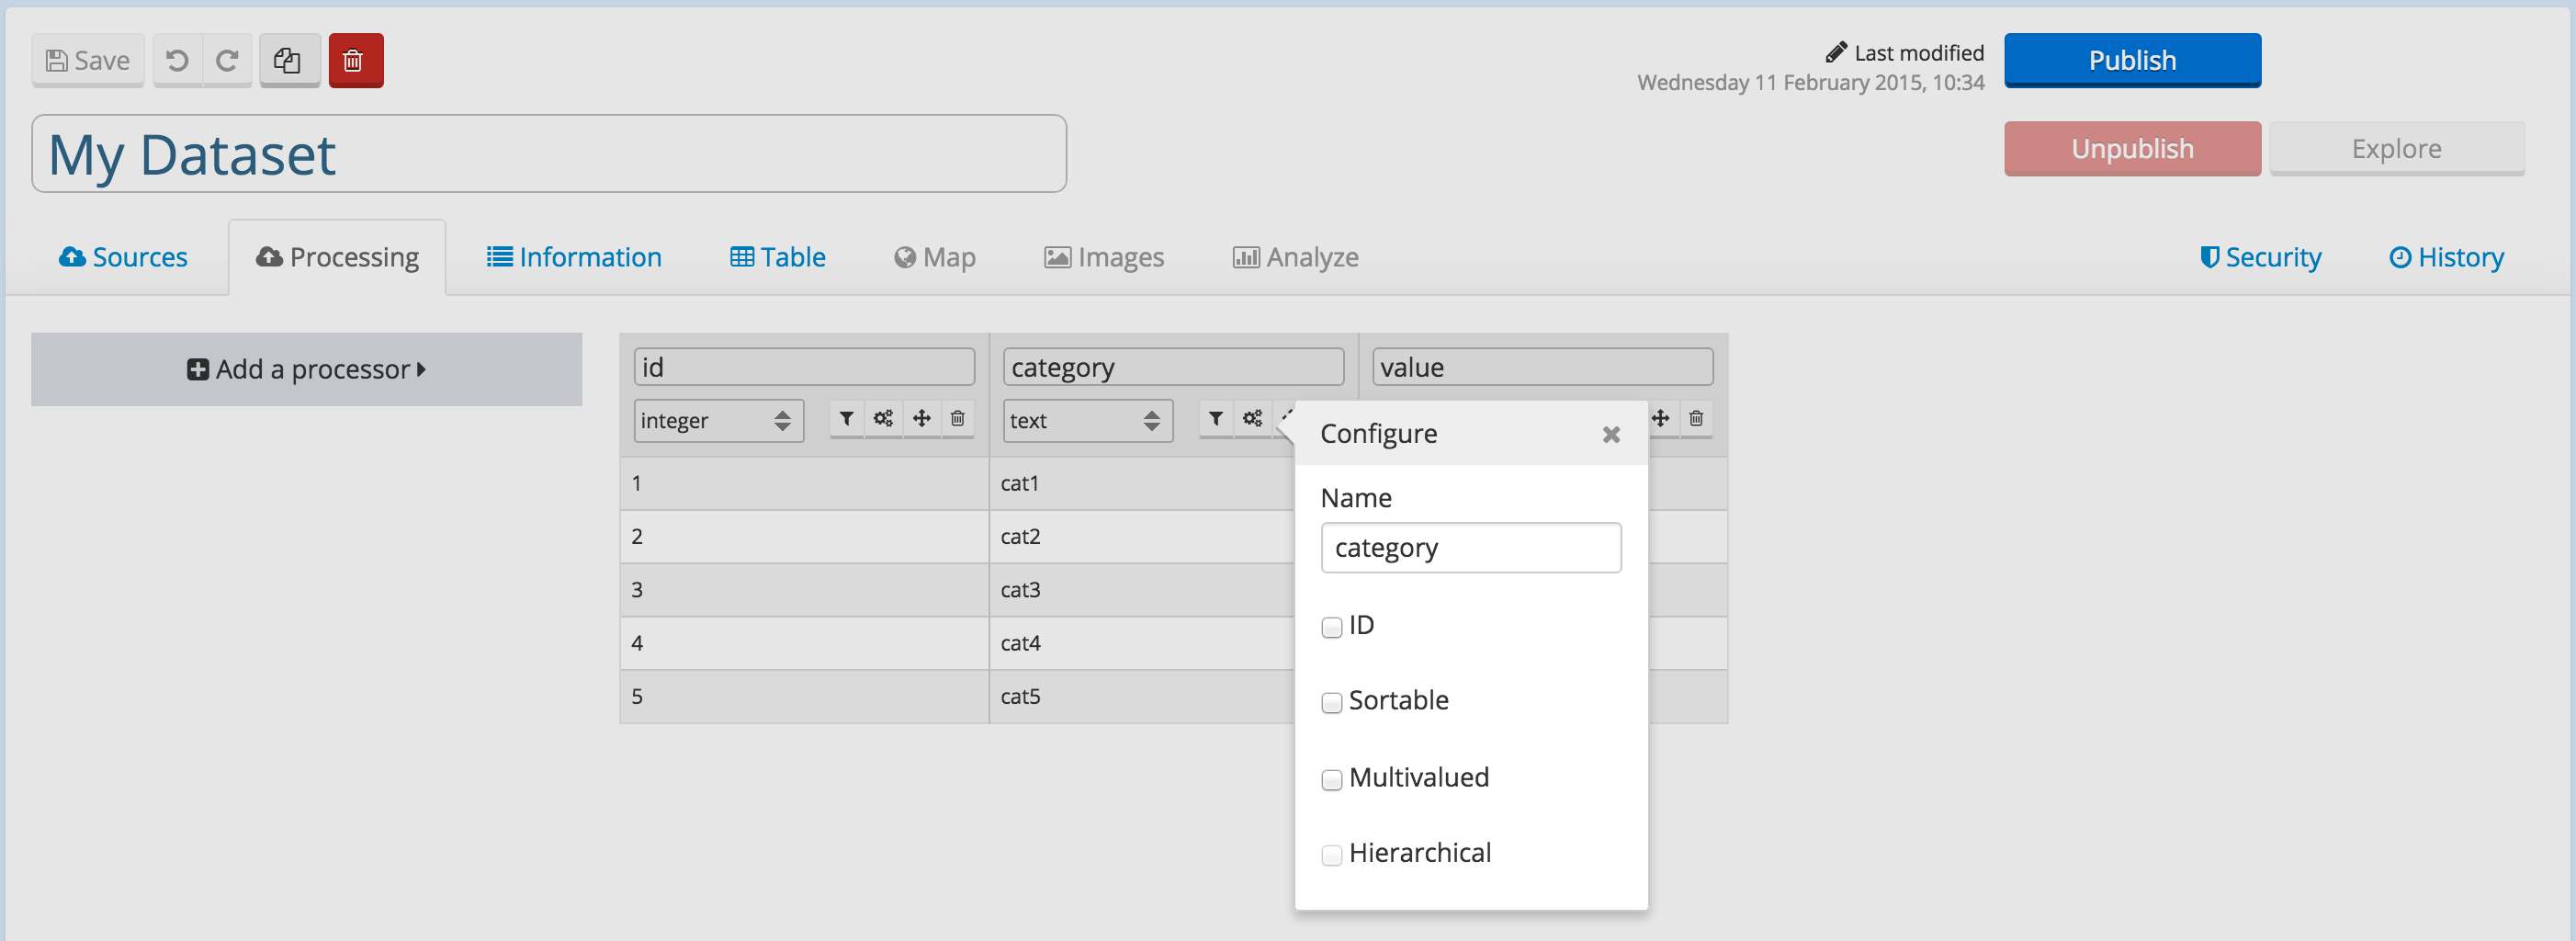 Save
Last modified
Wednesday 11 February 2015, 10:34
Publish
My Dataset
Unpublish
Explore
Sources
Processing
Information
Table
Map
Images
Analyze
Security
History
Add a processor
id
category
value
integer
text
Configure
1
cat1
2
cat2
3
cat3
4
cat4
5
cat5
Name
category
ID
Sortable
Multivalued
Hierarchical